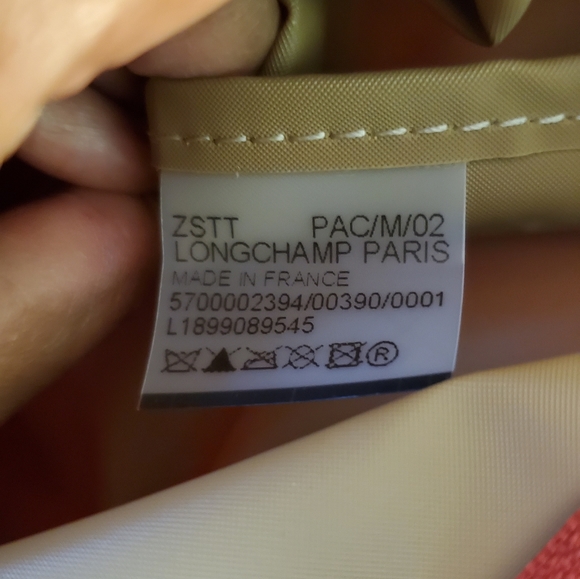 ZSTT PAC/M/02
LONGCHAMP PARIS
MADE IN FRANCE
5700002394/00390/0001
L1899089545
®